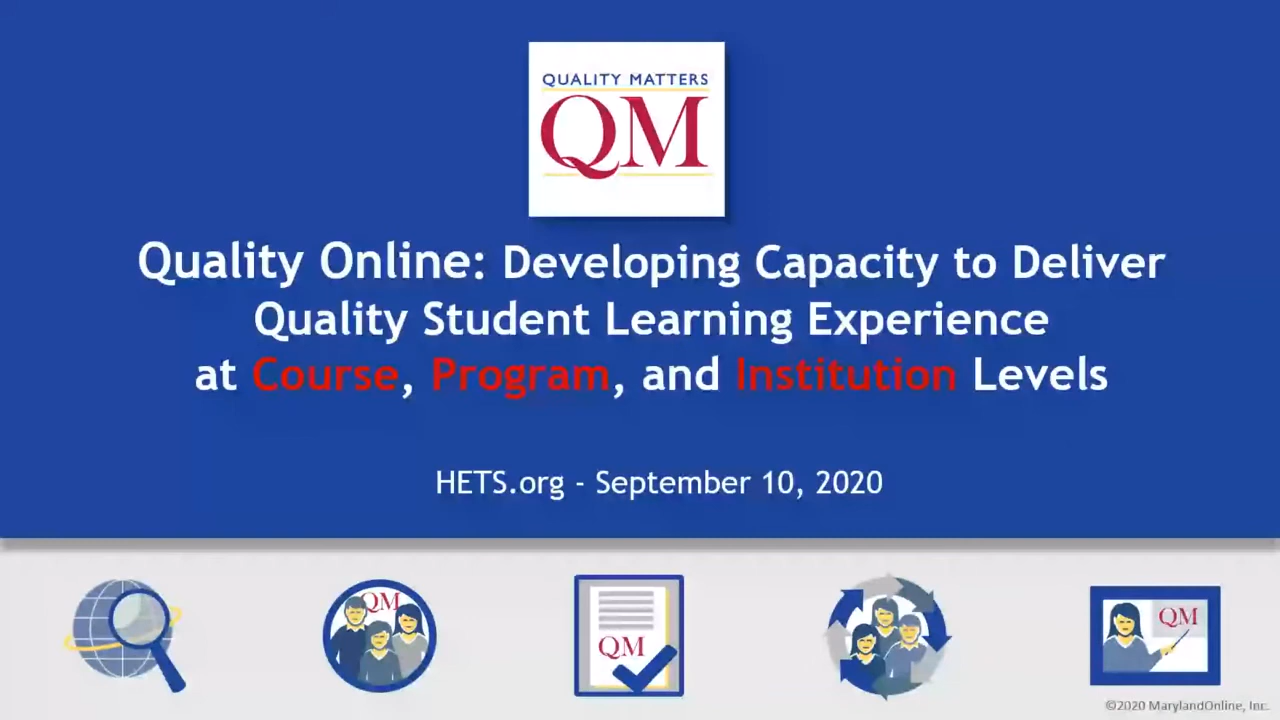 QUALITY MATTERS
QM
Quality Online: Developing Capacity to Deliver
Quality Student Learning Experience
at Course, Program, and Institution Levels
HETS.org - September 10, 2020
QM
QM
QM
©2020 MarylandOnline, Inc.